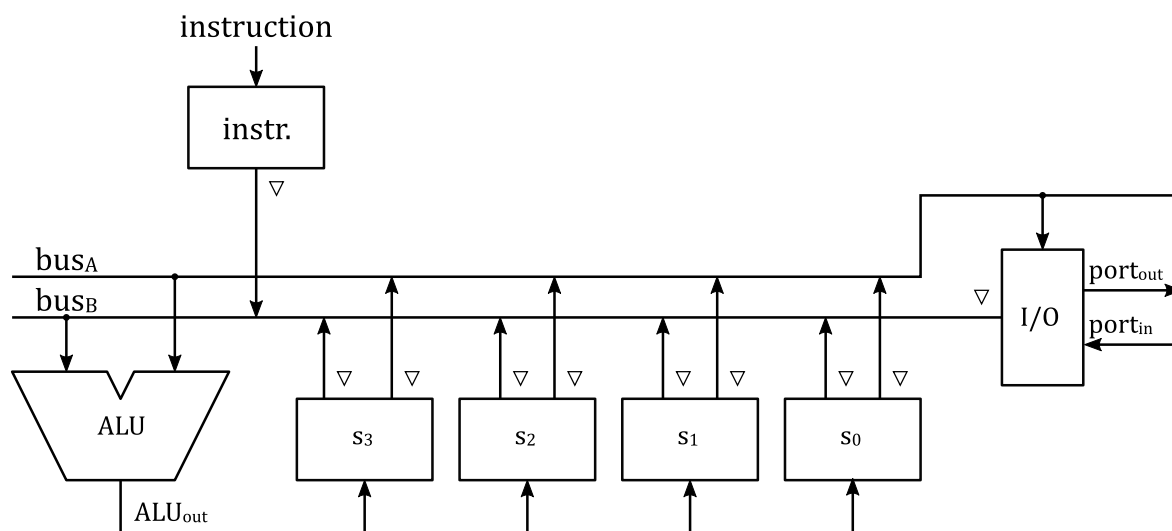 instruction
instr.
busA
busB
portout
I/O
portin
ALU
s3
s2
s1
s0
ALUout